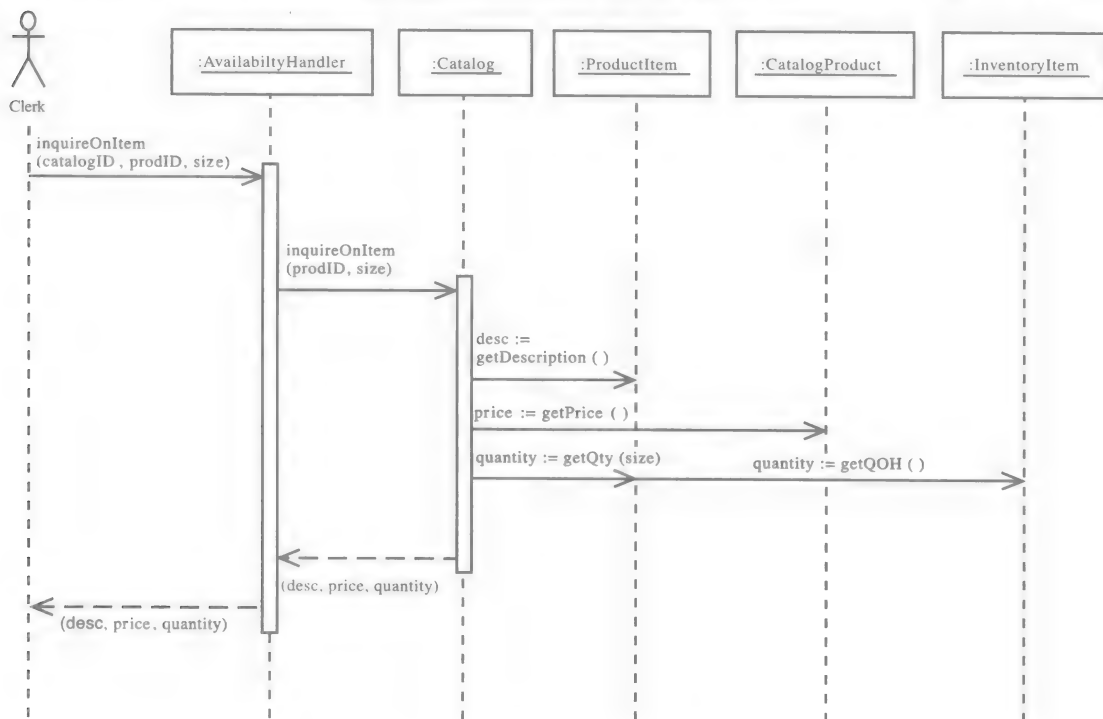 :AvailabiltyHandler
:Catalog
:ProductItem
:CatalogProduct
:InventoryItem
Clerk
inquireOnItem
(catalogID , prodID, size)
inquireOnItem
(prodID, size)
desc :=
getDescription ( )
price := getPrice ( )
quantity := getQty (size)
quantity := getQOH ( )
(desc, price, quantity)
(desc, price, quantity)